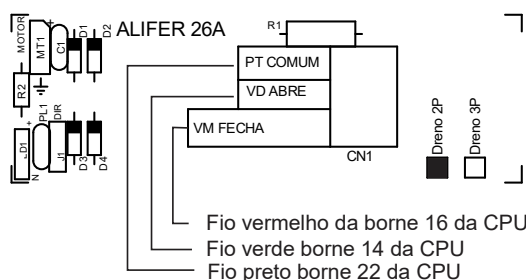 ALIFER 26A
MOTOR
MT1
C1
D1
D2
R2
R1
PT COMUM
VD ABRE
VM FECHA
CN1
PL1
DIR
J1
D3
D4
N
Dreno 2P
Dreno 3P
Fio vermelho da borne 16 da CPU
Fio verde borne 14 da CPU
Fio preto borne 22 da CPU